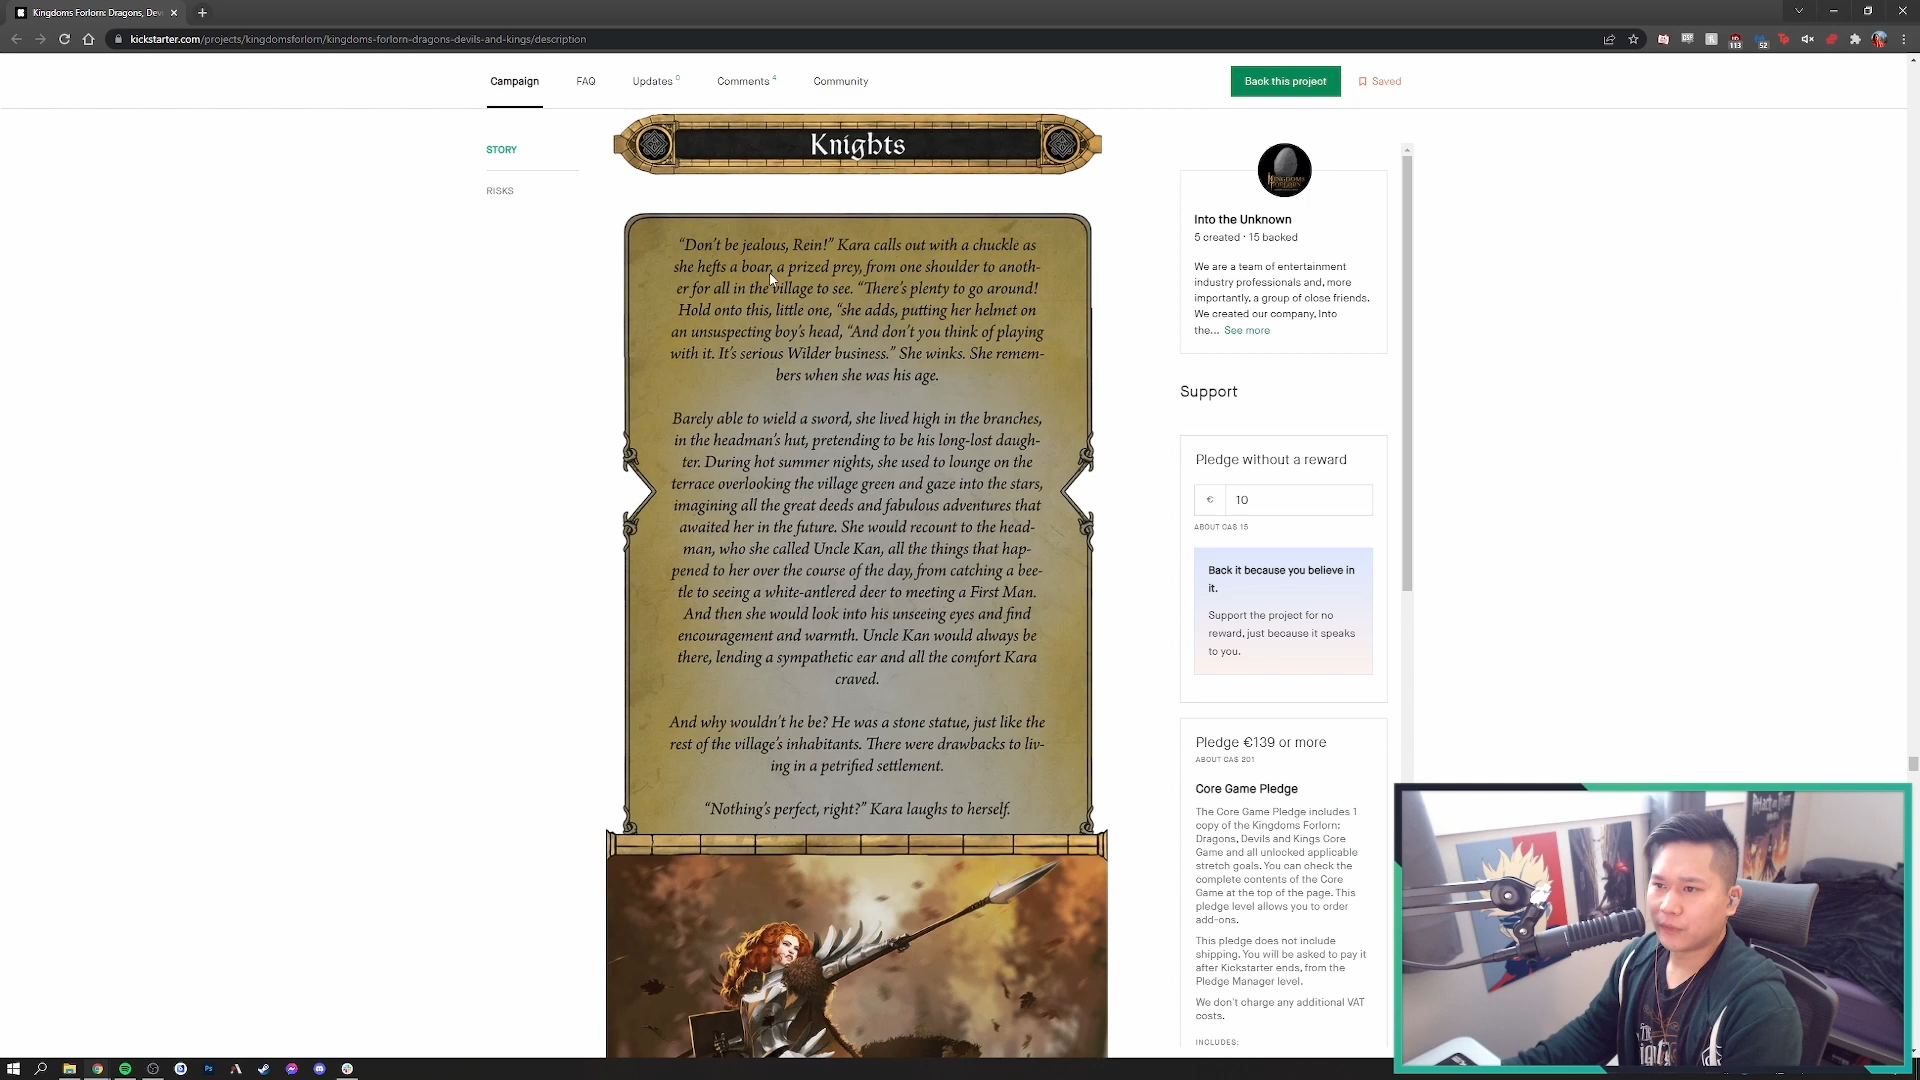 Kingdoms Forlorn: Dragons, Dev
kickstarter.com/projects/kingdomsforlorn/kingdoms-forlorn-dragons-devils-and-kings/description
113
52
Campaign
FAQ
Updates 0
Comments 4
Community
Back this project
Saved
STORY
RISKS
Knights
“Don’t be jealous, Rein!” Kara calls out with a chuckle as
she hefts a boar, a prized prey, from one shoulder to anoth-
er for all in the village to see. “There’s plenty to go around!
Hold onto this, little one, “she adds, putting her helmet on
an unsuspecting boy’s head, “And don’t you think of playing
with it. It’s serious Wilder business.” She winks. She remem-
bers when she was his age.
Barely able to wield a sword, she lived high in the branches,
in the headman’s hut, pretending to be his long-lost daugh-
ter. During hot summer nights, she used to lounge on the
terrace overlooking the village green and gaze into the stars,
imagining all the great deeds and fabulous adventures that
awaited her in the future. She would recount to the head-
man, who she called Uncle Kan, all the things that hap-
pened to her over the course of the day, from catching a bee-
tle to seeing a white-antlered deer to meeting a First Man.
And then she would look into his unseeing eyes and find
encouragement and warmth. Uncle Kan would always be
there, lending a sympathetic ear and all the comfort Kara
craved.
And why wouldn’t he be? He was a stone statue, just like the
rest of the village’s inhabitants. There were drawbacks to liv-
ing in a petrified settlement.
“Nothing’s perfect, right?” Kara laughs to herself.
KINGDOMS
FORLORN
Into the Unknown
5 created · 15 backed
We are a team of entertainment
industry professionals and, more
importantly, a group of close friends.
We created our company, Into
the... See more
Support
Pledge without a reward
€ 10
ABOUT CA$ 15
Back it because you believe in
it.
Support the project for no
reward, just because it speaks
to you.
Pledge €139 or more
ABOUT CA$ 201
Core Game Pledge
The Core Game Pledge includes 1
copy of the Kingdoms Forlorn:
Dragons, Devils and Kings Core
Game and all unlocked applicable
stretch goals. You can check the
complete contents of the Core
Game at the top of the page. This
pledge level allows you to order
add-ons.
This pledge does not include
shipping. You will be asked to pay it
after Kickstarter ends, from the
Pledge Manager level.
We don't charge any additional VAT
costs.
INCLUDES:
Attack on Titan